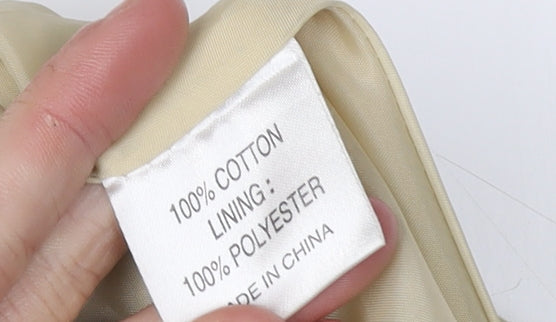 100% COTTON
LINING:
100% POLYESTER
ADE IN CHINA